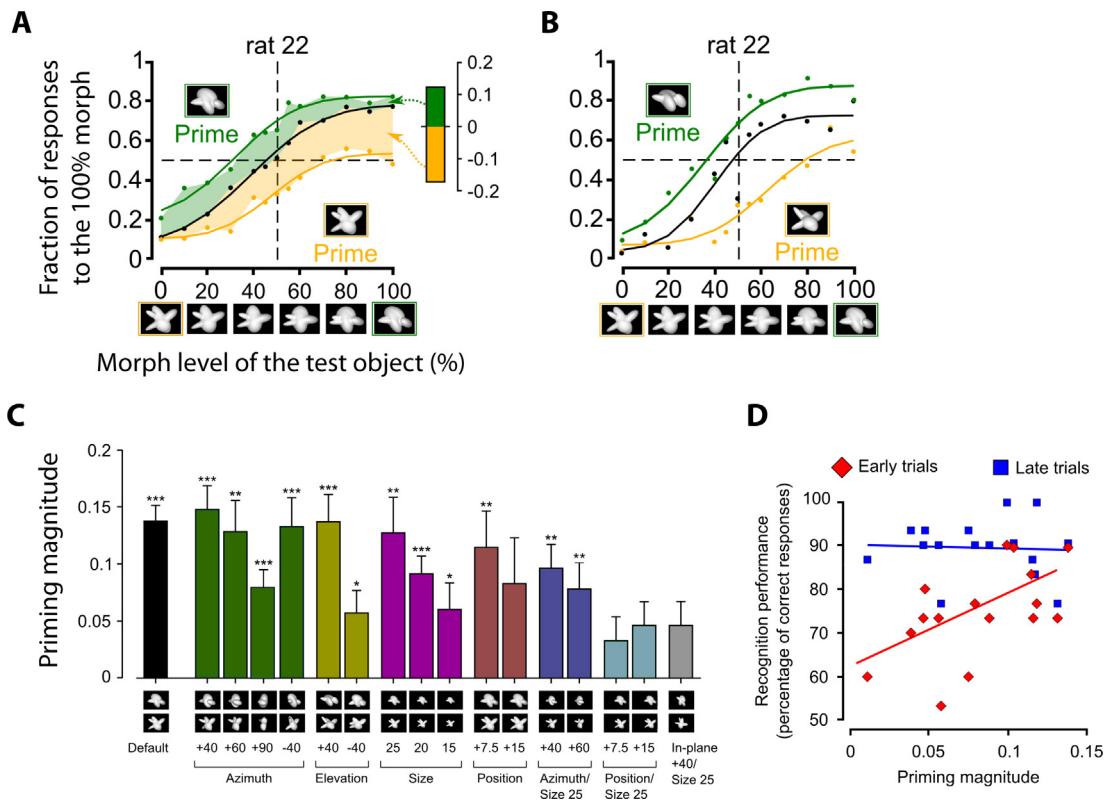 A
rat 22
Fraction of responses
to the 100% morph
1
0.8
0.6
0.4
0.2
0
Prime
Prime
0.2
0.1
0
-0.1
-0.2
0 20 40 60 80 100
B
rat 22
1
0.8
0.6
0.4
0.2
0
Prime
Prime
0 20 40 60 80 100
Morph level of the test object (%)
C
Priming magnitude
0.2
0.15
0.1
0.05
0
*** *** ** *** *** *** * ** *** * ** ** **
Default +40 +60 +90 -40 +40 -40 25 20 15 +7.5 +15 +40 +60 +7.5 +15 In-plane
+40/
Size 25
Azimuth Elevation Size Position Azimuth/
Size 25
Position/
Size 25
D
Early trials Late trials
Recognition performance
(percentage of correct responses)
100
90
80
70
60
50
0 0.05 0.1 0.15
Priming magnitude